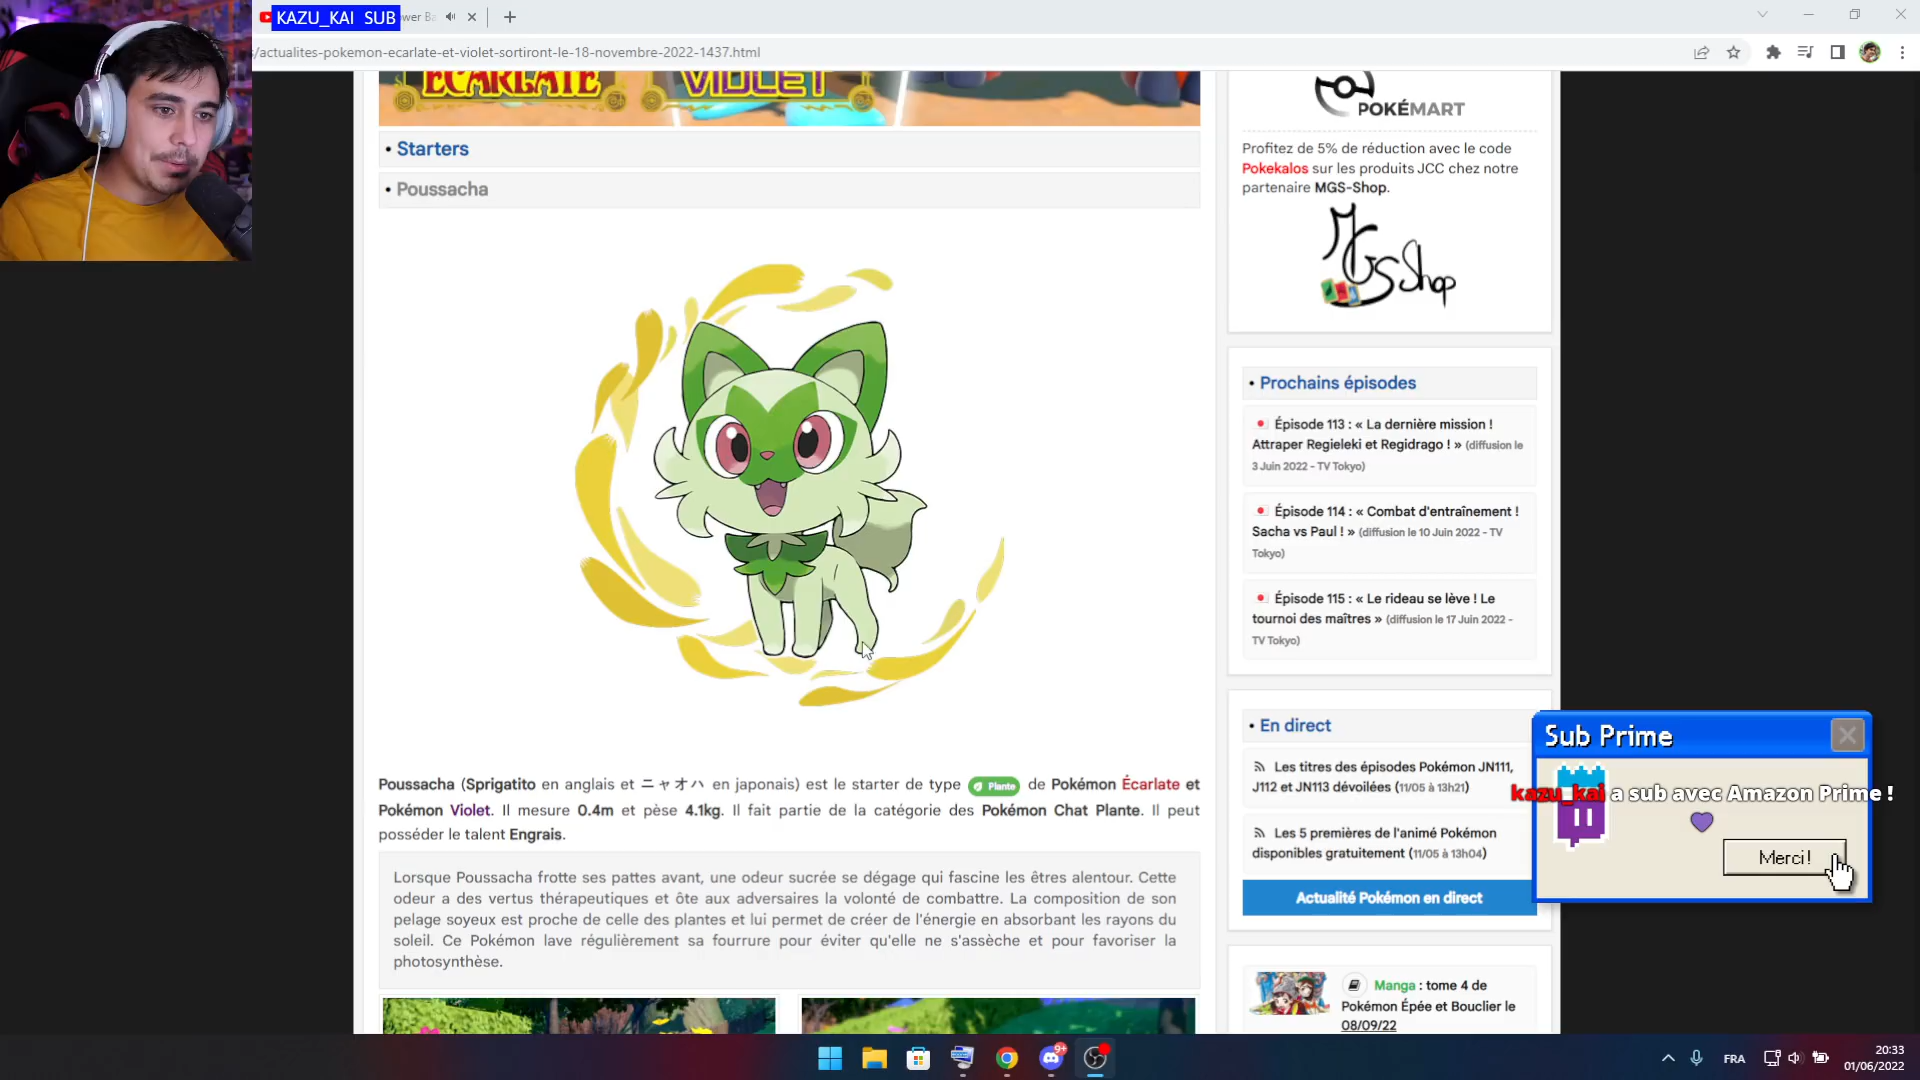 KAZU_KAI SUB
/actualites-pokemon-ecarlate-et-violet-sortiront-le-18-novembre-2022-1437.html
ECARLATE
VIOLET
• Starters
• Poussacha
Poussacha (Sprigatito en anglais et ニャオハ en japonais) est le starter de type Plante de Pokémon Écarlate et
Pokémon Violet. Il mesure 0.4m et pèse 4.1kg. Il fait partie de la catégorie des Pokémon Chat Plante. Il peut
posséder le talent Engrais.
Lorsque Poussacha frotte ses pattes avant, une odeur sucrée se dégage qui fascine les êtres alentour. Cette
odeur a des vertus thérapeutiques et ôte aux adversaires la volonté de combattre. La composition de son
pelage soyeux est proche de celle des plantes et lui permet de créer de l'énergie en absorbant les rayons du
soleil. Ce Pokémon lave régulièrement sa fourrure pour éviter qu'elle ne s'assèche et pour favoriser la
photosynthèse.
POKÉMART
Profitez de 5% de réduction avec le code
Pokekalos sur les produits JCC chez notre
partenaire MGS-Shop.
MGS Shop
• Prochains épisodes
Épisode 113 : « La dernière mission !
Attraper Regieleki et Regidrago ! » (diffusion le
3 Juin 2022 - TV Tokyo)
Épisode 114 : « Combat d'entraînement !
Sacha vs Paul ! » (diffusion le 10 Juin 2022 - TV
Tokyo)
Épisode 115 : « Le rideau se lève ! Le
tournoi des maîtres » (diffusion le 17 Juin 2022 -
TV Tokyo)
• En direct
Les titres des épisodes Pokémon JN111,
J112 et JN113 dévoilées (11/05 à 13h21)
Les 5 premières de l'animé Pokémon
disponibles gratuitement (11/05 à 13h04)
Actualité Pokémon en direct
Manga : tome 4 de
Pokémon Épée et Bouclier le
08/09/22
Sub Prime
kazu_kai a sub avec Amazon Prime !
Merci!
9+
FRA
20:33
01/06/2022